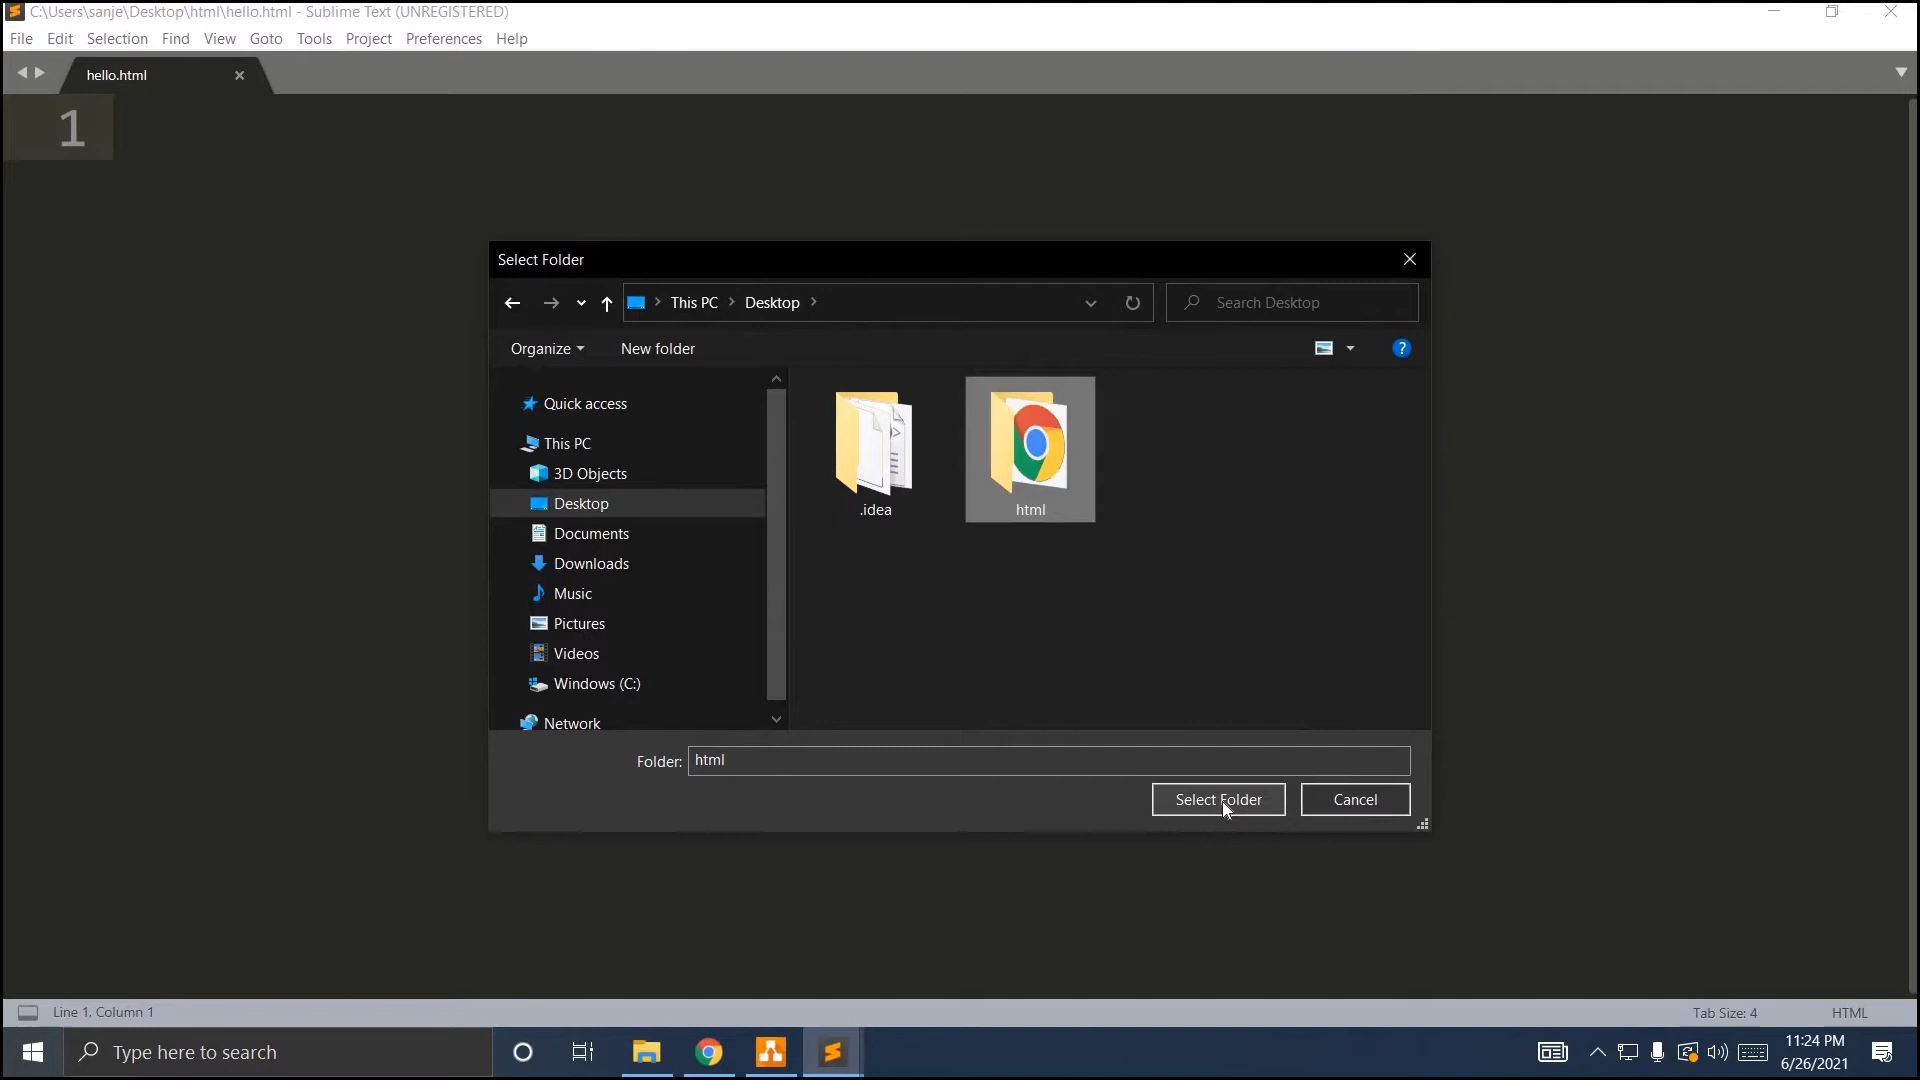 C:\Users\sanje\Desktop\html\hello.html - Sublime Text (UNREGISTERED)
File Edit Selection Find View Goto Tools Project Preferences Help
hello.html
1
Select Folder
This PC Desktop
Search Desktop
Organize New folder
Quick access
This PC
3D Objects
Desktop
Documents
Downloads
Music
Pictures
Videos
Windows (C:)
Network
.idea
html
Folder: html
Select Folder Cancel
Line 1, Column 1
Tab Size: 4 HTML
Type here to search
11:24 PM
6/26/2021